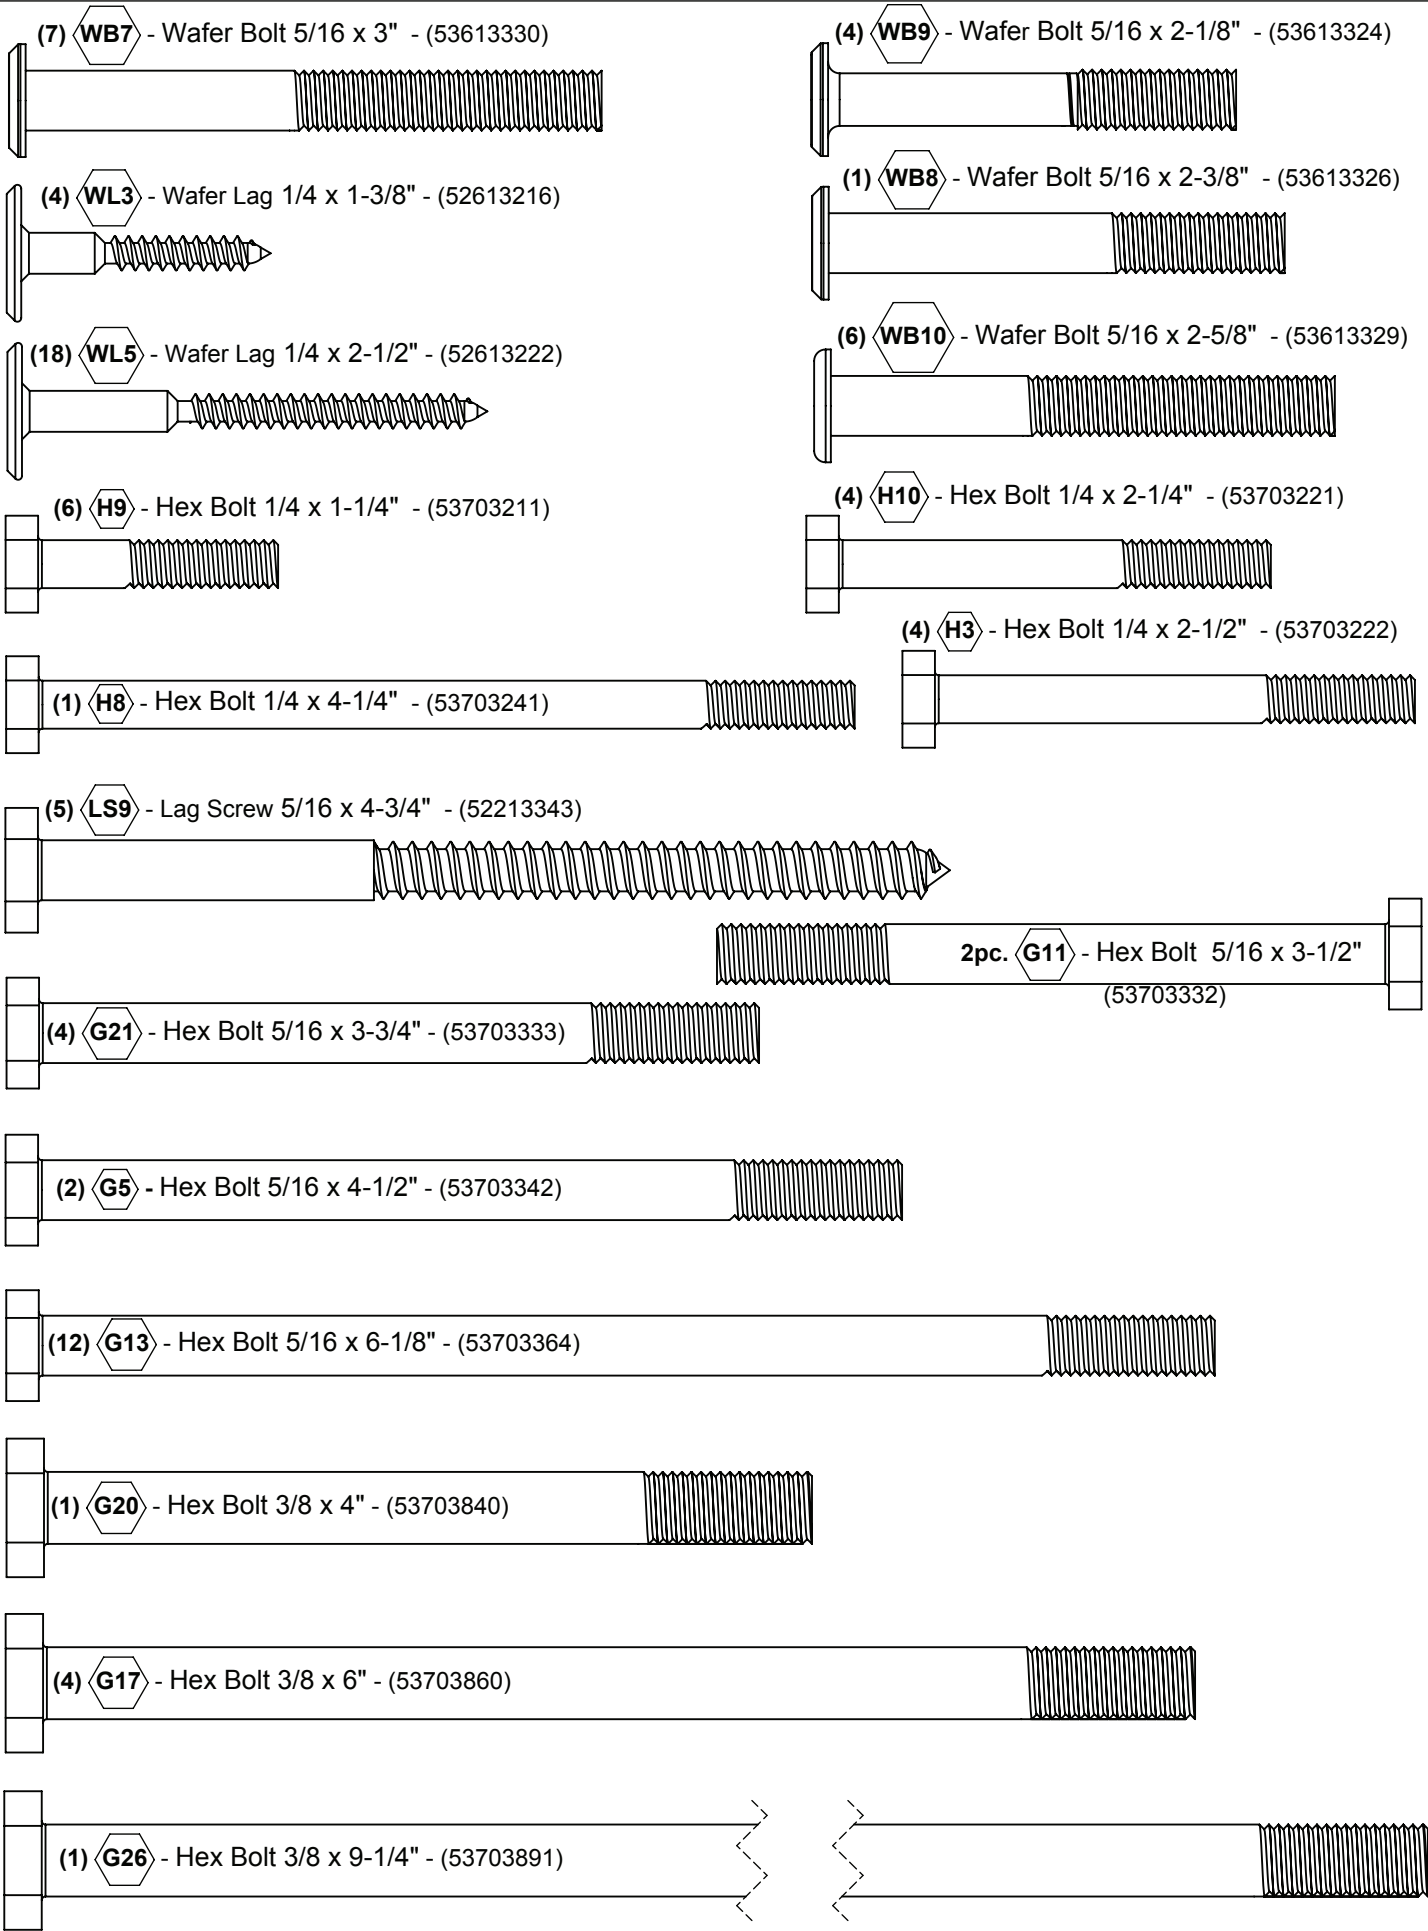 (7) WB7 - Wafer Bolt 5/16 x 3" - (53613330)
(4) WB9 - Wafer Bolt 5/16 x 2-1/8" - (53613324)
(4) WL3 - Wafer Lag 1/4 x 1-3/8" - (52613216)
(1) WB8 - Wafer Bolt 5/16 x 2-3/8" - (53613326)
(18) WL5 - Wafer Lag 1/4 x 2-1/2" - (52613222)
(6) WB10 - Wafer Bolt 5/16 x 2-5/8" - (53613329)
(6) H9 - Hex Bolt 1/4 x 1-1/4" - (53703211)
(4) H10 - Hex Bolt 1/4 x 2-1/4" - (53703221)
(4) H3 - Hex Bolt 1/4 x 2-1/2" - (53703222)
(1) H8 - Hex Bolt 1/4 x 4-1/4" - (53703241)
(5) LS9 - Lag Screw 5/16 x 4-3/4" - (52213343)
2pc. G11 - Hex Bolt 5/16 x 3-1/2"
(53703332)
(4) G21 - Hex Bolt 5/16 x 3-3/4" - (53703333)
(2) G5 - Hex Bolt 5/16 x 4-1/2" - (53703342)
(12) G13 - Hex Bolt 5/16 x 6-1/8" - (53703364)
(1) G20 - Hex Bolt 3/8 x 4" - (53703840)
(4) G17 - Hex Bolt 3/8 x 6" - (53703860)
(1) G26 - Hex Bolt 3/8 x 9-1/4" - (53703891)